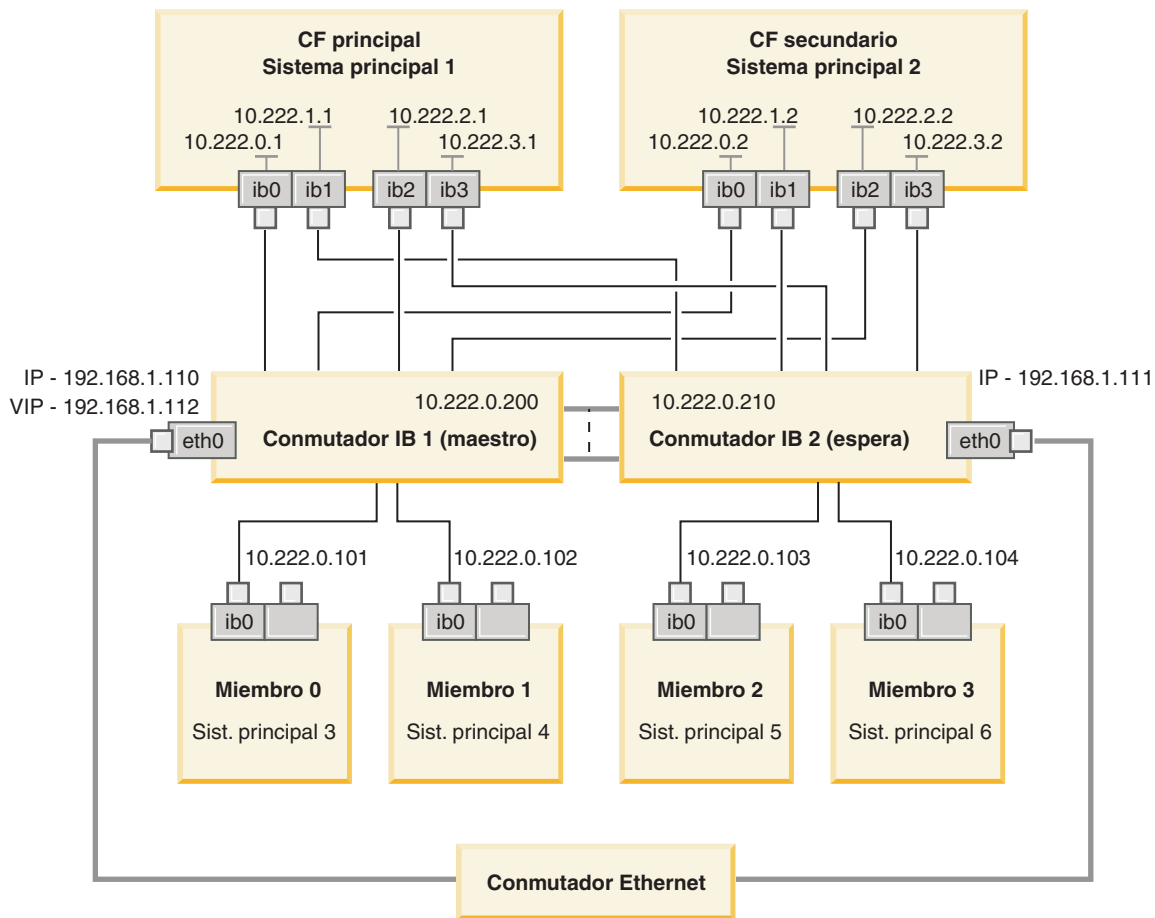 CF principal
Sistema principal 1
CF secundario
Sistema principal 2
10.222.1.1
10.222.2.1
10.222.0.1
10.222.3.1
10.222.1.2
10.222.2.2
10.222.0.2
10.222.3.2
ib0
ib1
ib2
ib3
ib0
ib1
ib2
ib3
IP - 192.168.1.110
VIP - 192.168.1.112
eth0
10.222.0.200
Conmutador IB 1 (maestro)
10.222.0.210
Conmutador IB 2 (espera)
IP - 192.168.1.111
eth0
10.222.0.101
10.222.0.102
10.222.0.103
10.222.0.104
ib0
ib0
ib0
ib0
Miembro 0
Sist. principal 3
Miembro 1
Sist. principal 4
Miembro 2
Sist. principal 5
Miembro 3
Sist. principal 6
Conmutador Ethernet